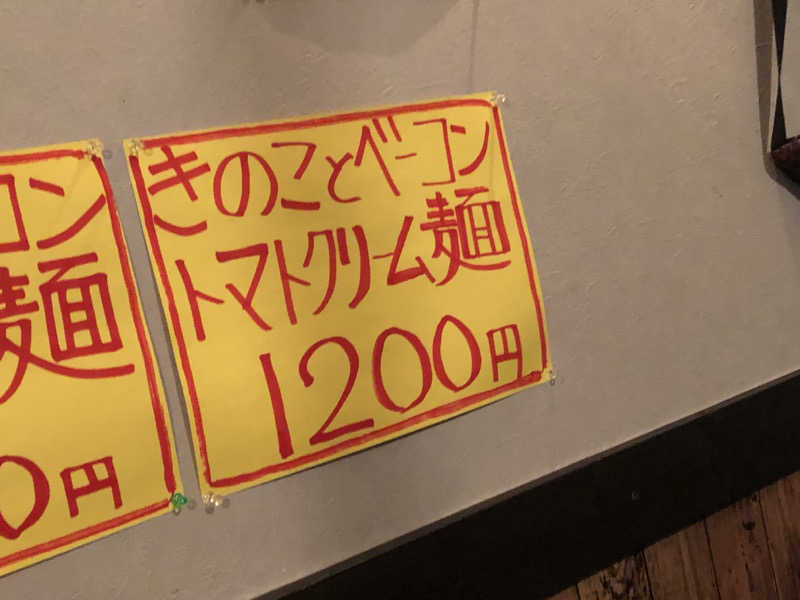 きのことベーコン
トマトクリーム麺
1200円
コン
麺
0円